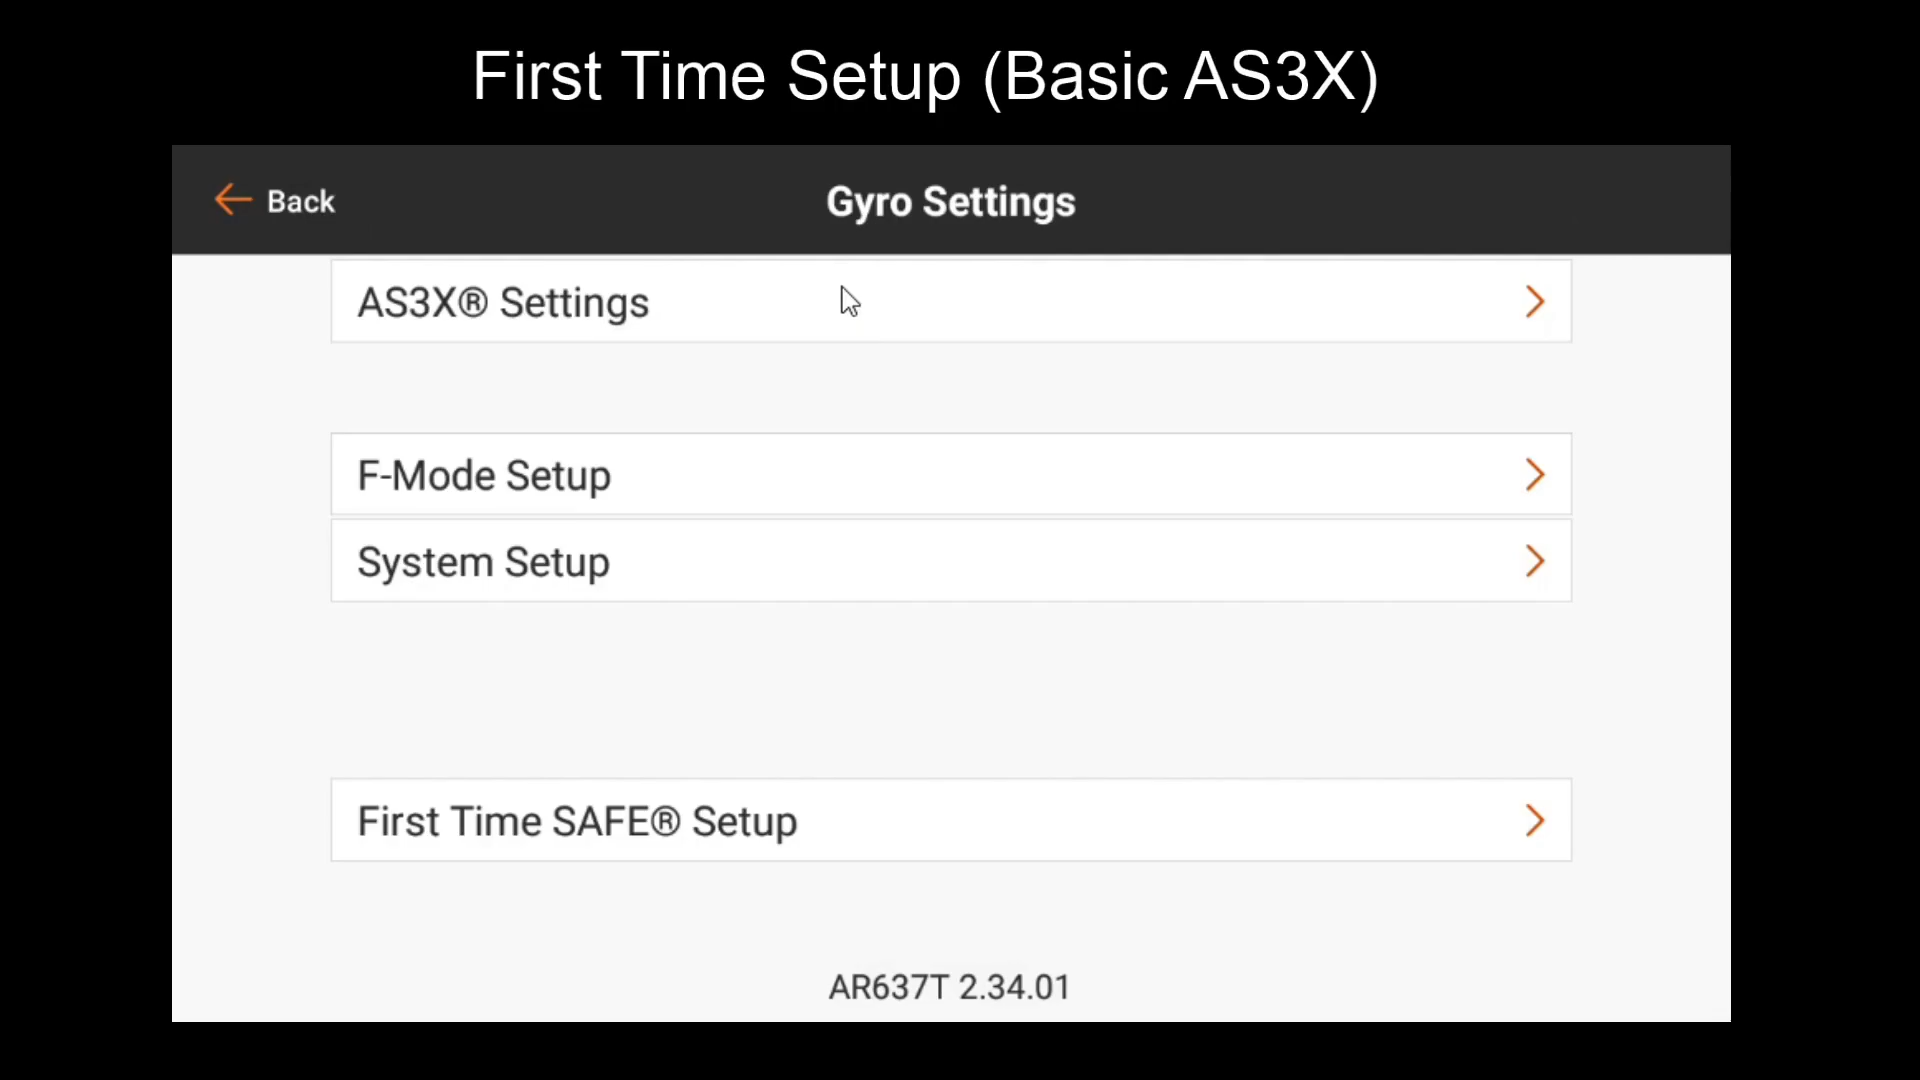 First Time Setup (Basic AS3X)
Back
Gyro Settings
AS3X® Settings
F-Mode Setup
System Setup
First Time SAFE® Setup
AR637T 2.34.01